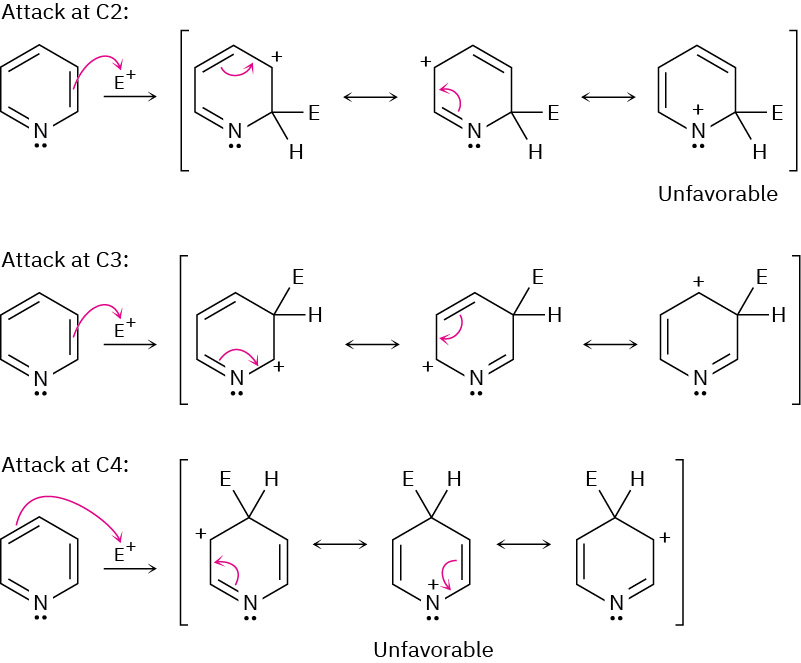 Attack at C2:
E+
N
+
N
E
H
+
N
E
H
+
N
E
H
Unfavorable
Attack at C3:
E+
N
E
H
N
+
E
H
+
N
+
E
H
N
Attack at C4:
E+
N
E H
+
N
E H
+
N
E H
+
N
Unfavorable